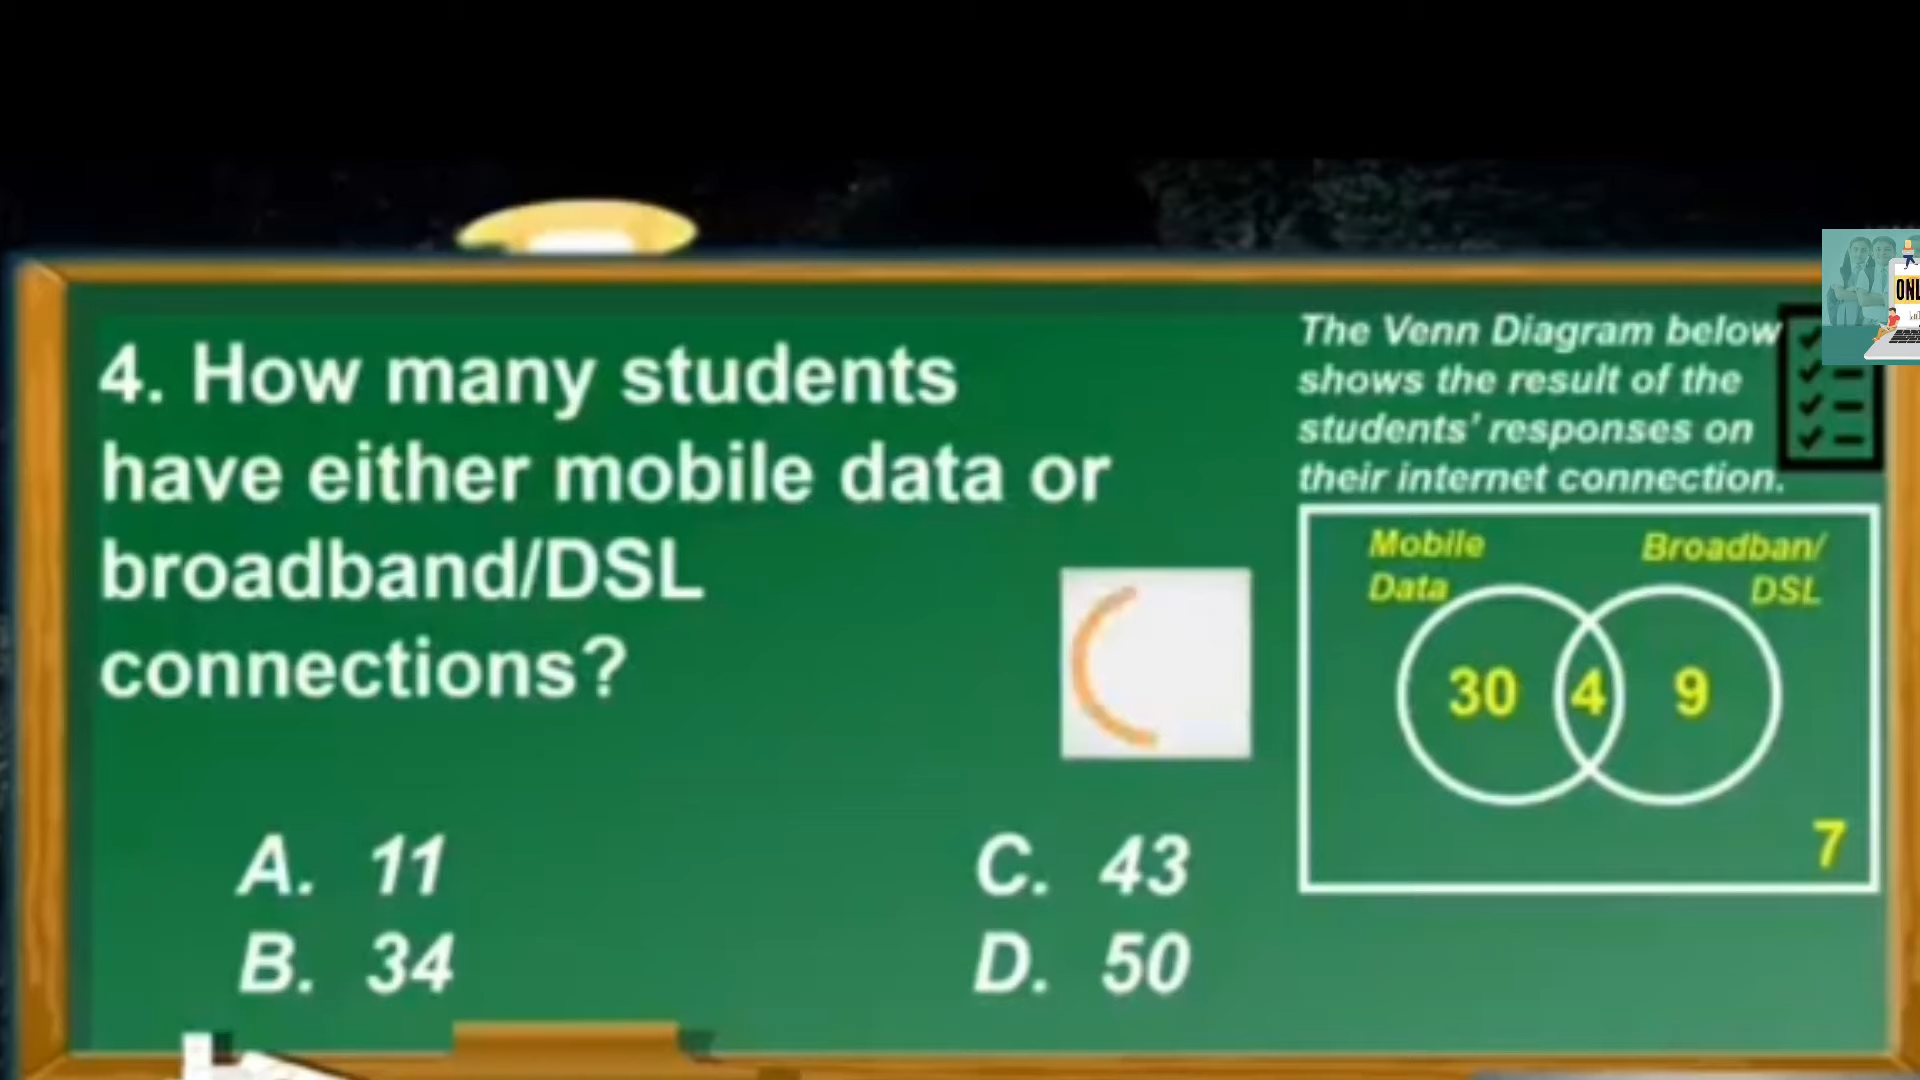 4. How many students
have either mobile data or
broadband/DSL
connections?
A. 11
B. 34
C. 43
D. 50
The Venn Diagram below
shows the result of the
students' responses on
their internet connection.
Mobile
Data
Broadban/
DSL
30 4 9
7